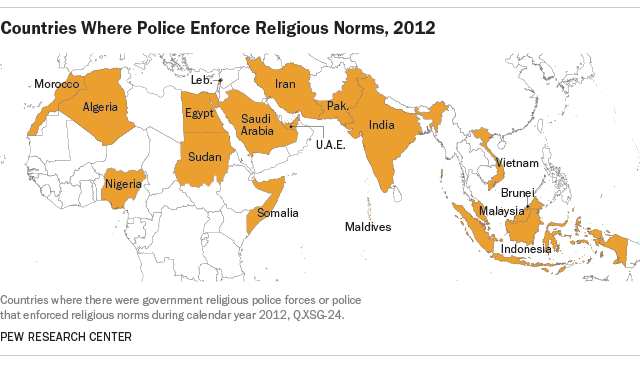 Countries Where Police Enforce Religious Norms, 2012
Leb.
Morocco
Iran
Algeria
Pak.
Egypt
Saudi
Arabia
India
U.A.E.
Sudan
Vietnam
Nigeria
Brunei
Somalia
Malaysia
Maldives
Indonesia
Countries where there were government religious police forces or police
that enforced religious norms during calendar year 2012, QXSG-24.
PEW RESEARCH CENTER